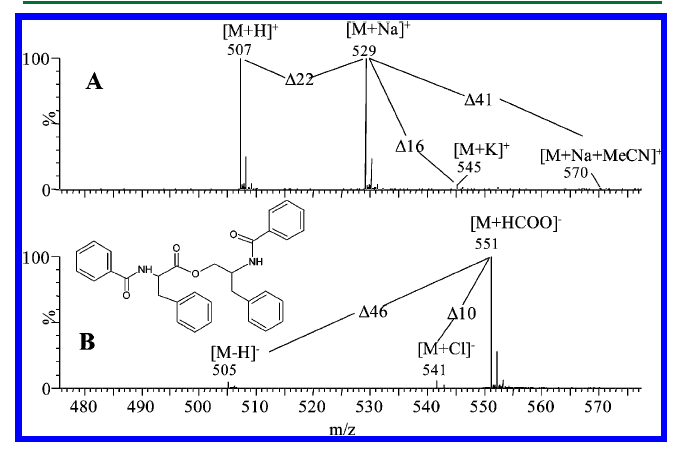 [M+H]+ [M+Na]+
507 529
100
A
Δ22
Δ41
%
Δ16
[M+K]+
545
[M+Na+MeCN]+
570
0
[M+HCOO]-
551
100
O
O
NH
O
O
NH
O
%
Δ46
Δ10
B
[M-H]-
505
[M+Cl]-
541
0
480 490 500 510 520 530 540 550 560 570
m/z